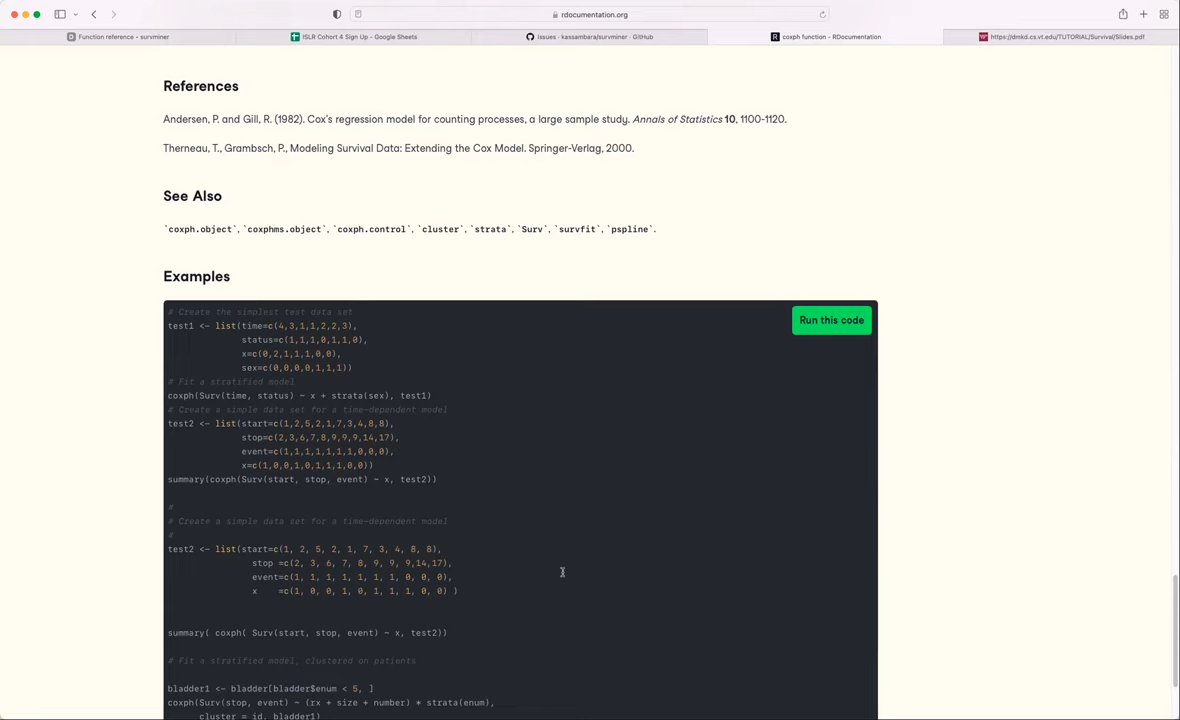 rdocumentation.org
Function reference • survminer
ISLR Cohort 4 Sign Up - Google Sheets
Issues · kassambara/survminer · GitHub
coxph function - RDocumentation
https://dmkd.cs.vt.edu/TUTORIAL/Survival/Slides.pdf
References
Andersen, P. and Gill, R. (1982). Cox's regression model for counting processes, a large sample study. Annals of Statistics 10, 1100-1120.
Therneau, T., Grambsch, P., Modeling Survival Data: Extending the Cox Model. Springer-Verlag, 2000.
See Also
`coxph.object`, `coxphms.object`, `coxph.control`, `cluster`, `strata`, `Surv`, `survfit`, `pspline`.
Examples
Run this code
# Create the simplest test data set
test1 <- list(time=c(4,3,1,1,2,2,3),
status=c(1,1,1,0,1,1,0),
x=c(0,2,1,1,1,0,0),
sex=c(0,0,0,0,1,1,1))
# Fit a stratified model
coxph(Surv(time, status) ~ x + strata(sex), test1)
# Create a simple data set for a time-dependent model
test2 <- list(start=c(1,2,5,2,1,7,3,4,8,8),
stop=c(2,3,6,7,8,9,9,9,14,17),
event=c(1,1,1,1,1,1,1,0,0,0),
x=c(1,0,0,1,0,1,1,1,0,0))
summary(coxph(Surv(start, stop, event) ~ x, test2))
#
# Create a simple data set for a time-dependent model
#
test2 <- list(start=c(1, 2, 5, 2, 1, 7, 3, 4, 8, 8),
stop =c(2, 3, 6, 7, 8, 9, 9, 9,14,17),
event=c(1, 1, 1, 1, 1, 1, 1, 0, 0, 0),
x    =c(1, 0, 0, 1, 0, 1, 1, 1, 0, 0) )
summary( coxph( Surv(start, stop, event) ~ x, test2))
# Fit a stratified model, clustered on patients
bladder1 <- bladder[bladder$enum < 5, ]
coxph(Surv(stop, event) ~ (rx + size + number) * strata(enum),
cluster = id, bladder1)